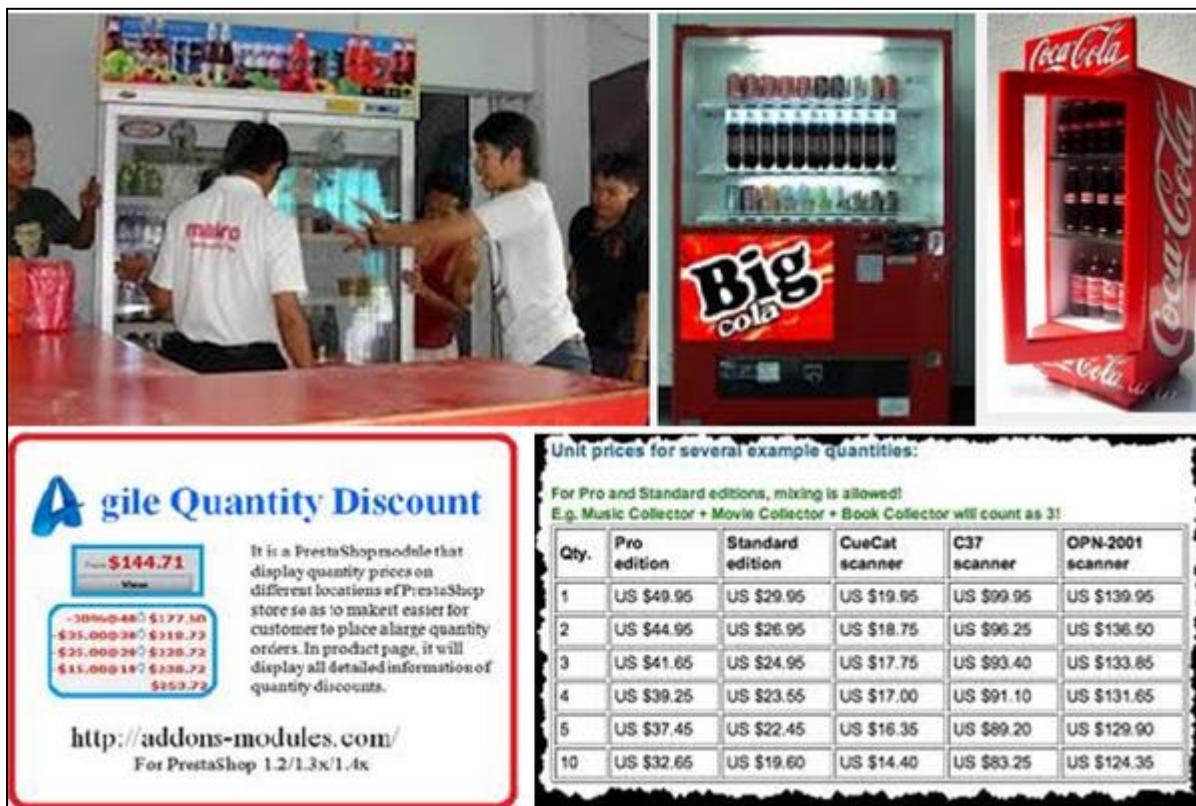 makro
Big
cola
Coca-Cola
Coca-Cola
Agile Quantity Discount
$144.71
View
It is a PrestaShop module that
display quantity prices on
different locations of PrestaShop
store so as to make it easier for
customer to place a large quantity
orders. In product page, it will
display all detailed information of
quantity discounts.
$253.72
http://addons-modules.com/
For PrestaShop 1.2/1.3x/1.4x
Unit prices for several example quantities:
For Pro and Standard editions, mixing is allowed!
E.g. Music Collector + Movie Collector + Book Collector will count as 3!
Qty. Pro edition Standard edition CueCat scanner C37 scanner OPN-2001 scanner
1 US $49.95 US $29.95 US $19.95 US $99.95 US $139.95
2 US $44.95 US $26.95 US $18.75 US $96.25 US $136.50
3 US $41.65 US $24.95 US $17.75 US $93.40 US $133.85
4 US $39.25 US $23.55 US $17.00 US $91.10 US $131.65
5 US $37.45 US $22.45 US $16.35 US $89.20 US $129.90
10 US $32.65 US $19.60 US $14.40 US $83.25 US $124.35